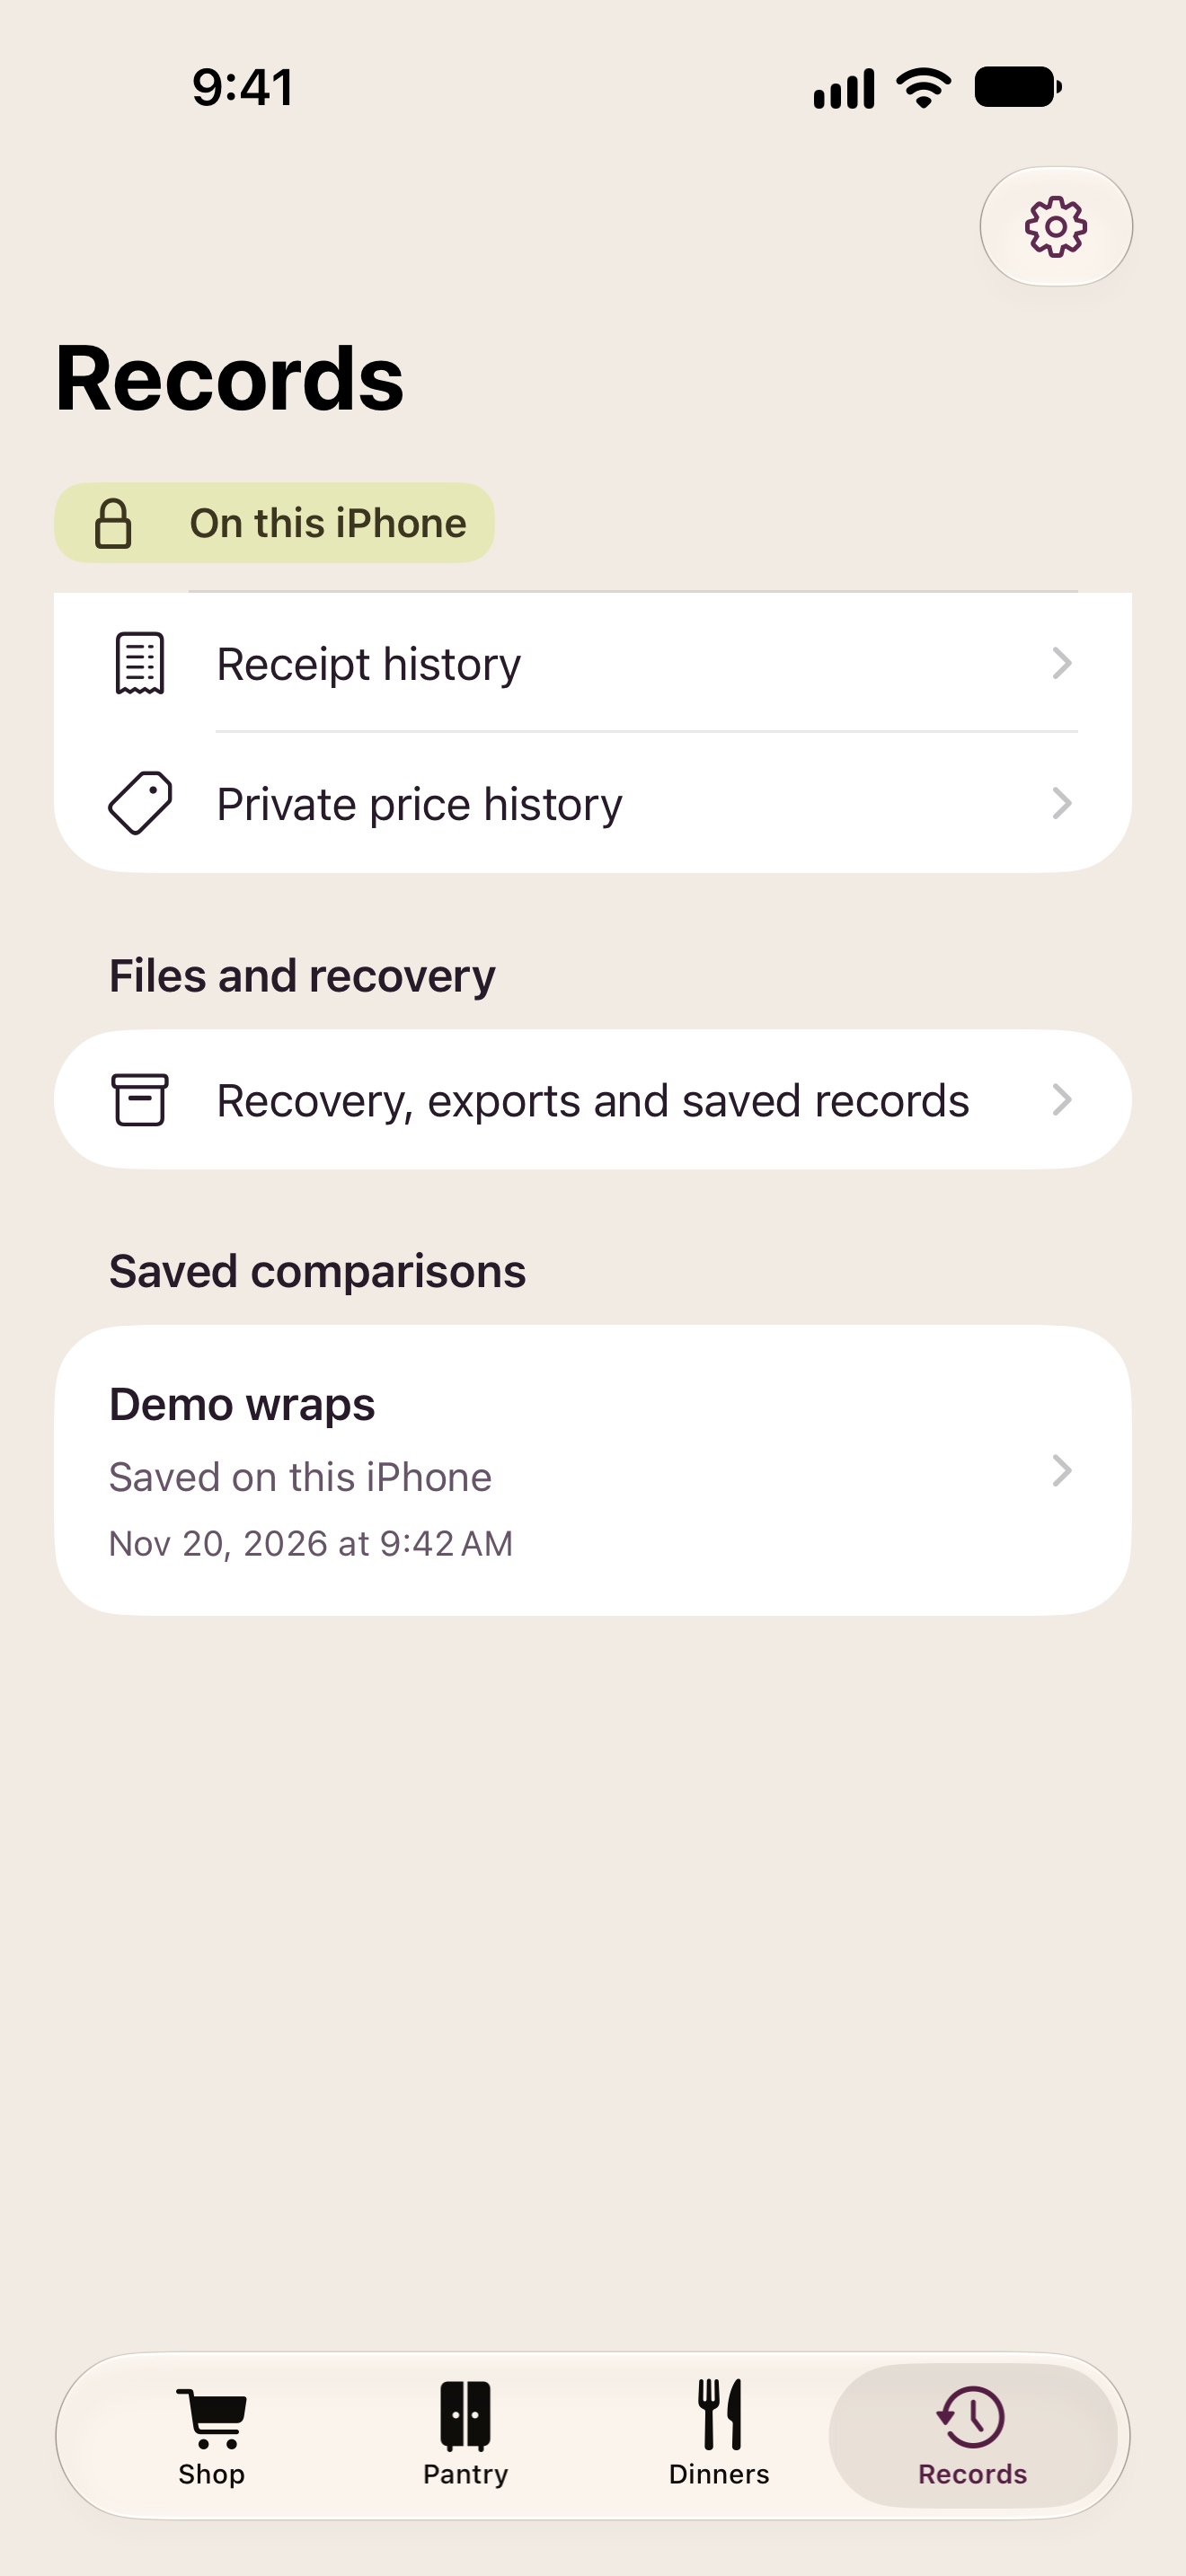 9:41
Records
On this iPhone
Receipt history
Private price history
Files and recovery
Recovery, exports and saved records
Saved comparisons
Demo wraps
Saved on this iPhone
Nov 20, 2026 at 9:42 AM
Shop
Pantry
Dinners
Records